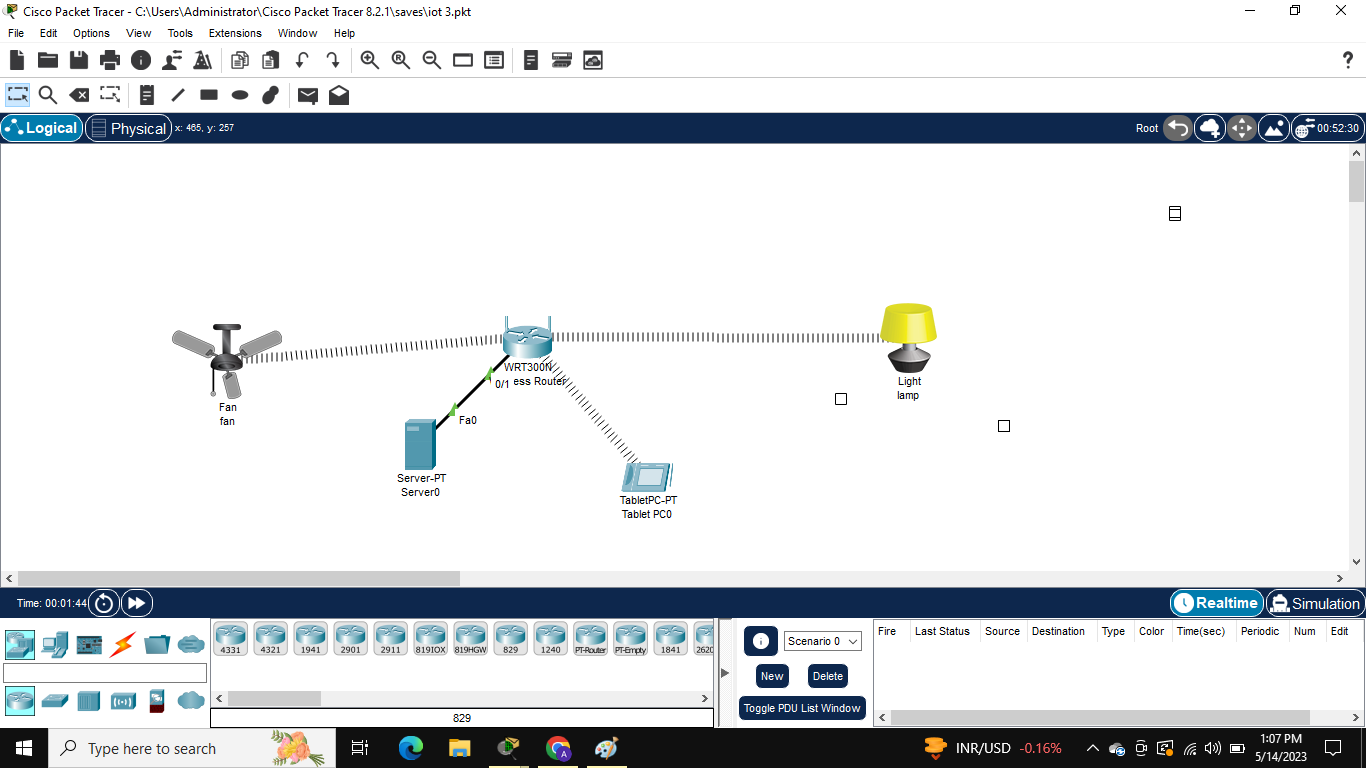 Cisco Packet Tracer - C:\Users\Administrator\Cisco Packet Tracer 8.2.1\saves\iot 3.pkt
File Edit Options View Tools Extensions Window Help
?
Logical Physical x: 465, y: 257 Root 00:52:30
WRT300N
0/1 ess Router
Fan
fan
Fa0
Light
lamp
Server-PT
Server0
TabletPC-PT
Tablet PC0
Time: 00:01:44 Realtime Simulation
4331 4321 1941 2901 2911 819IOX 819HGW 829 1240 PT-Router PT-Empty 1841 2620
829
Scenario 0
New Delete
Toggle PDU List Window
Fire Last Status Source Destination Type Color Time(sec) Periodic Num Edit
Type here to search
INR/USD -0.16%
1:07 PM
5/14/2023